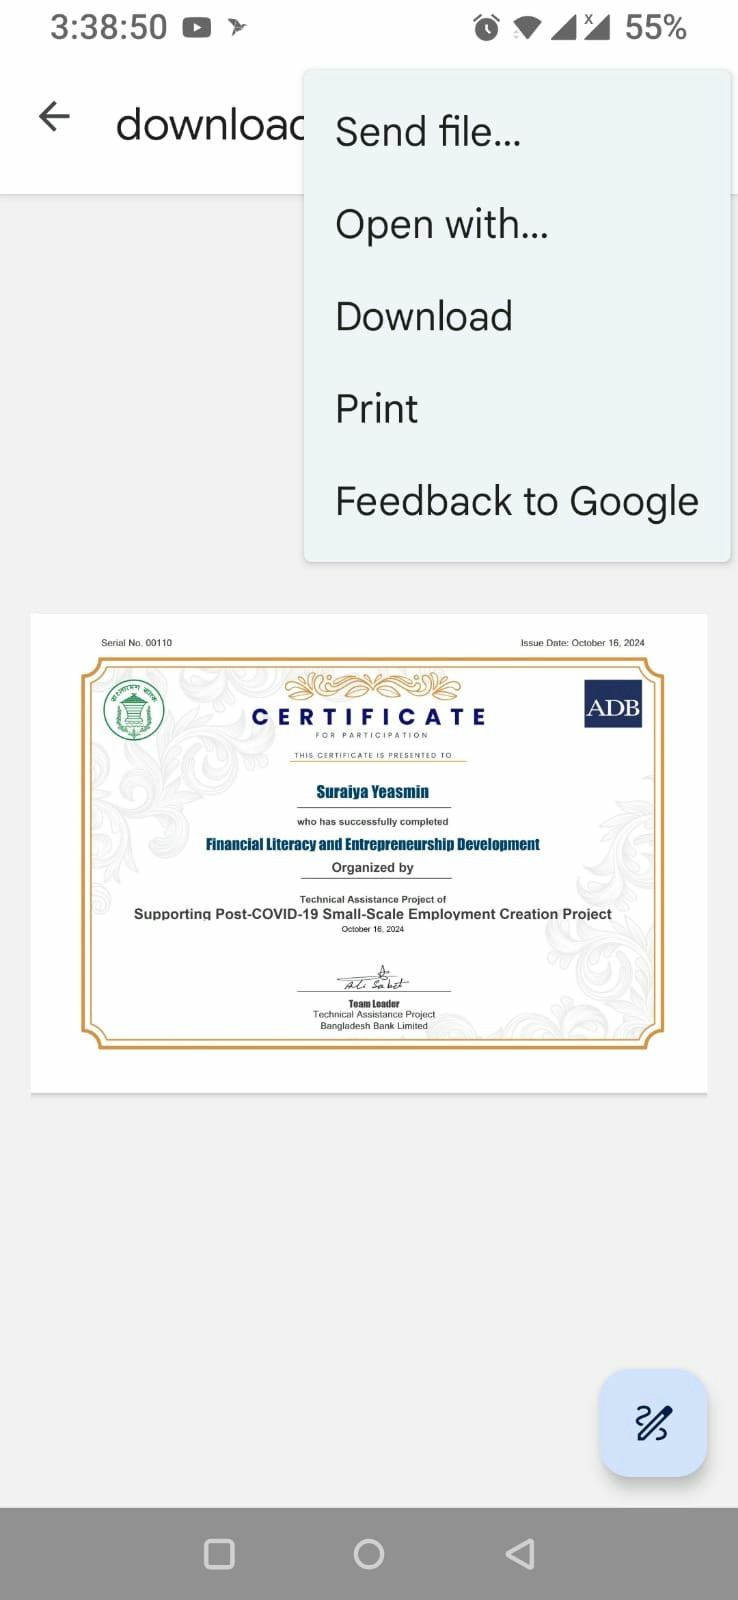 3:38:50
55%
download
Send file...
Open with...
Download
Print
Feedback to Google
Serial No. 00110
Issue Date: October 16, 2024
ADB
CERTIFICATE
FOR PARTICIPATION
THIS CERTIFICATE IS PRESENTED TO
Suraiya Yeasmin
who has successfully completed
Financial Literacy and Entrepreneurship Development
Organized by
Technical Assistance Project of
Supporting Post-COVID-19 Small-Scale Employment Creation Project
October 16, 2024
Ali Sabet
Team Leader
Technical Assistance Project
Bangladesh Bank Limited